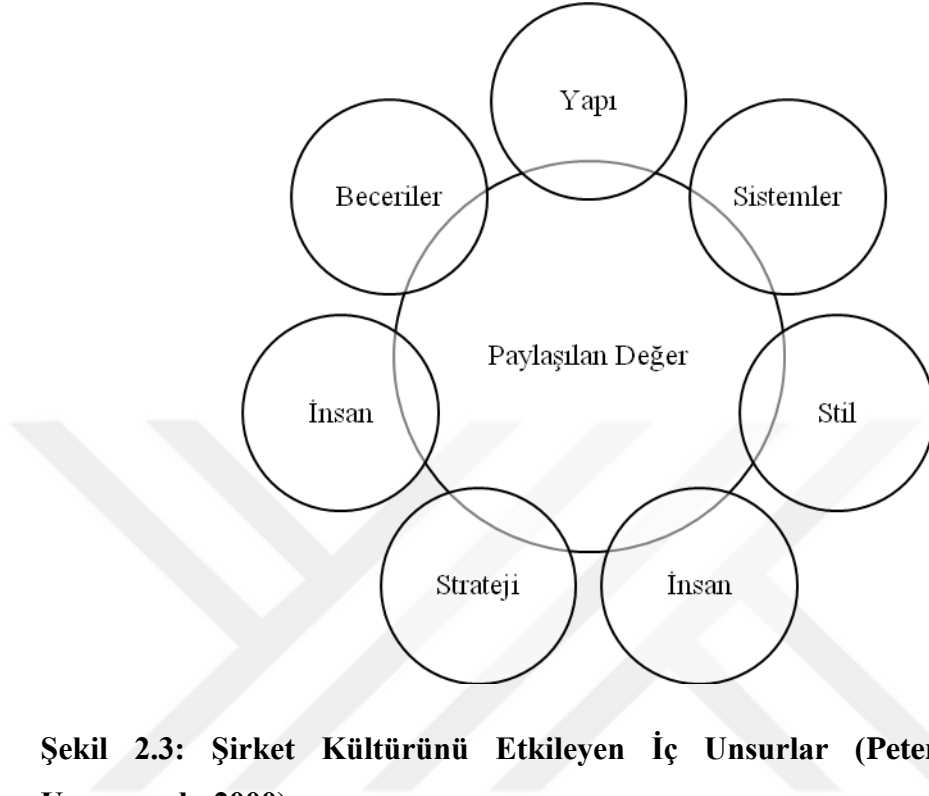 Yapı
Beceriler
Sistemler
Paylaşılan Değer
İnsan
Stil
Strateji
İnsan
Şekil 2.3: Şirket Kültürünü Etkileyen İç Unsurlar (Peter
2000)